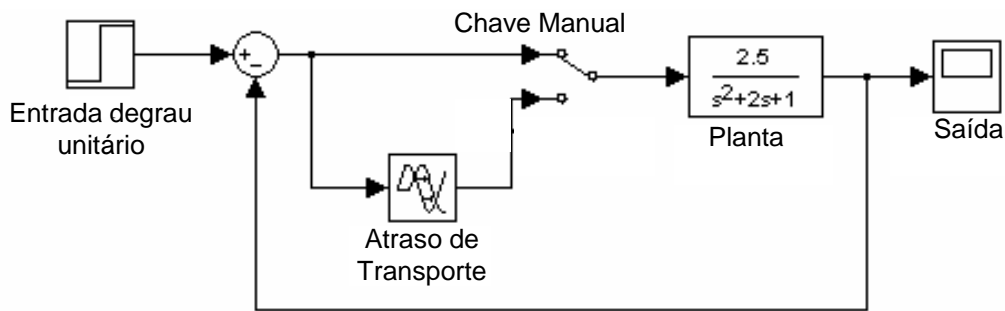 Chave Manual
+
−
2.5
s²+2s+1
Entrada degrau
unitário
Planta
Saída
Atraso de
Transporte